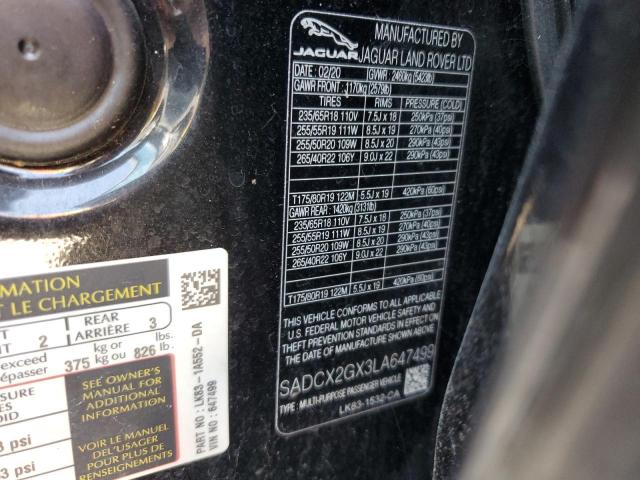 JAGUAR
MANUFACTURED BY
JAGUAR LAND ROVER LTD
DATE: 02/20 GVWR: 2460kg (5423lb)
GAWR FRONT: 1170kg (2579lb)
TIRES RIMS PRESSURE (COLD)
235/65R18 110V 7.5J x 18 250kPa (37psi)
255/55R19 111W 8.5J x 19 270kPa (40psi)
255/50R20 109W 8.5J x 20 290kPa (43psi)
265/40R22 106Y 9.0J x 22 290kPa (43psi)
T175/80R19 122M 5.5J x 19 420kPa (60psi)
GAWR REAR: 1420kg (3131lb)
235/65R18 110V 7.5J x 18 250kPa (37psi)
255/55R19 111W 8.5J x 19 270kPa (40psi)
255/50R20 109W 8.5J x 20 290kPa (43psi)
265/40R22 106Y 9.0J x 22 290kPa (43psi)
T175/80R19 122M 5.5J x 19 420kPa (60psi)
THIS VEHICLE CONFORMS TO ALL APPLICABLE
U.S. FEDERAL MOTOR VEHICLE SAFETY AND
THEFT PREVENTION STANDARDS IN EFFECT ON THE
DATE OF MANUFACTURE SHOWN ABOVE.
SADCX2GX3LA647499
TYPE: MULTI-PURPOSE PASSENGER VEHICLE
LK83-1532-CA
RMATION
T LE CHARGEMENT
2 REAR
ARRIÈRE 3
exceed
épasser 375 kg or
kg ou 826 lbs.
lb.
SEE OWNER'S
MANUAL FOR
ADDITIONAL
INFORMATION
VOIR LE MANUEL
DEL'USAGER
POUR PLUS DE
RENSEIGNEMENTS
3 psi
3 psi
PART NO: LK83-1A552-DA
VIN NO: 647499